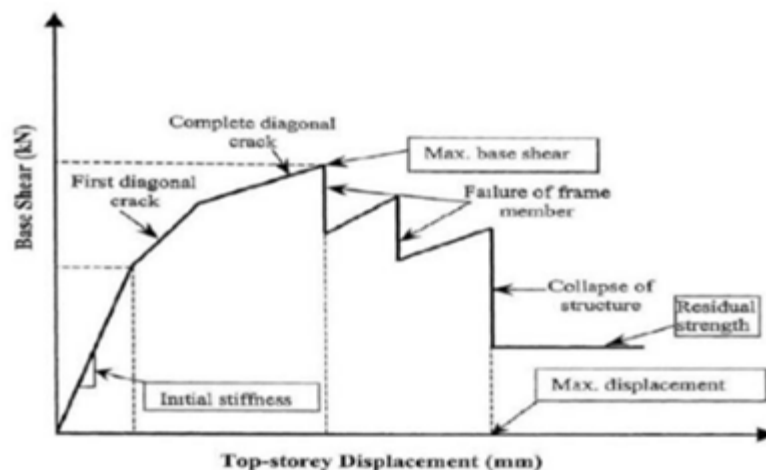 Base Shear (kN)
Complete diagonal
crack
Max. base shear
First diagonal
crack
Failure of frame
member
Collapse of
structure
Residual
strength
Initial stiffness
Max. displacement
Top-storey Displacement (mm)